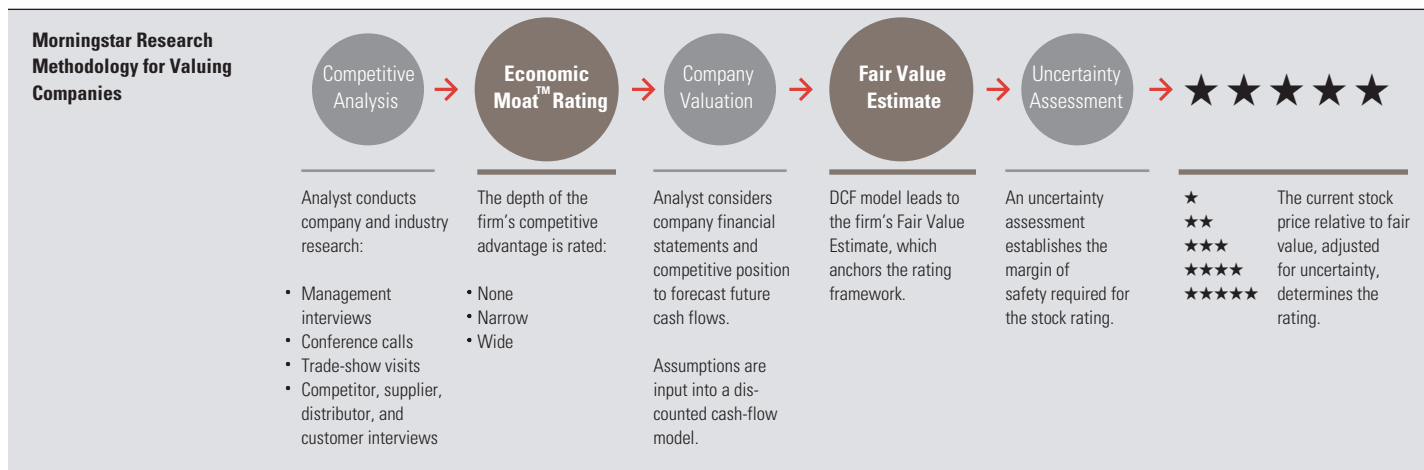 Morningstar Research
Methodology for Valuing
Companies
Competitive
Analysis
Economic
Moat™ Rating
Company
Valuation
Fair Value
Estimate
Uncertainty
Assessment
★ ★ ★ ★ ★
Analyst conducts
company and industry
research:
• Management
interviews
• Conference calls
• Trade-show visits
• Competitor, supplier,
distributor, and
customer interviews
The depth of the
firm's competitive
advantage is rated:
• None
• Narrow
• Wide
Analyst considers
company financial
statements and
competitive position
to forecast future
cash flows.
Assumptions are
input into a dis-
counted cash-flow
model.
DCF model leads to
the firm's Fair Value
Estimate, which
anchors the rating
framework.
An uncertainty
assessment
establishes the
margin of
safety required for
the stock rating.
★
★★
★★★
★★★★
★★★★★
The current stock
price relative to fair
value, adjusted
for uncertainty,
determines the
rating.